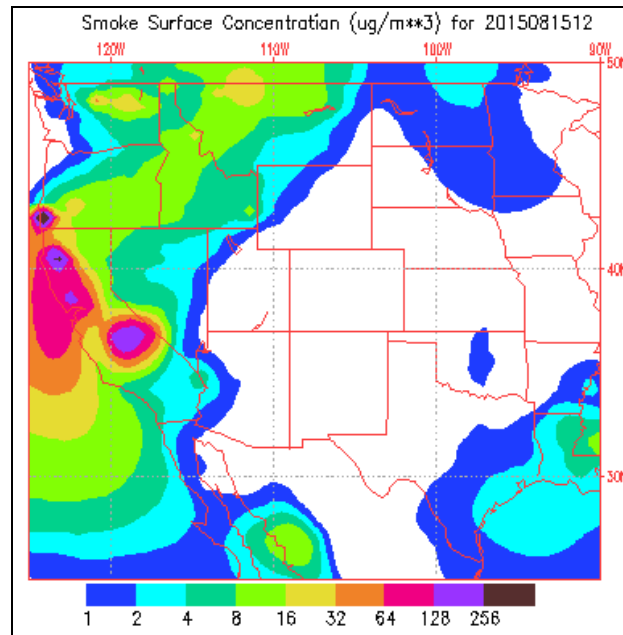 Smoke Surface Concentration (ug/m**3) for 2015081512
120W 110W 100W 90W
50N
40N
30N
1 2 4 8 16 32 64 128 256